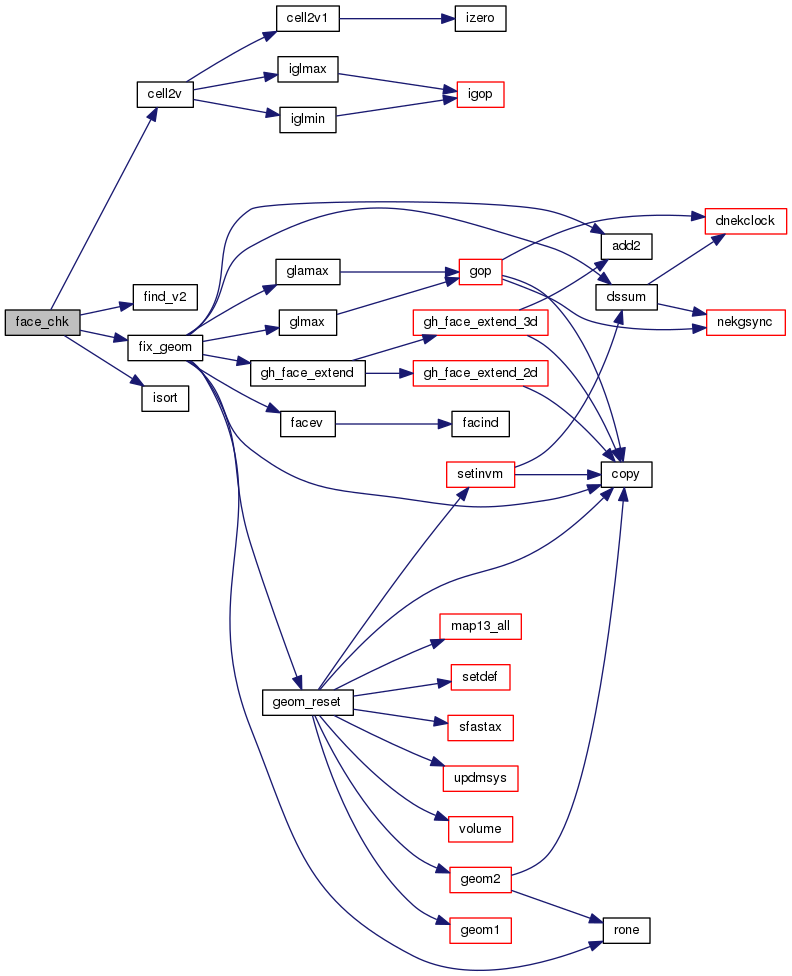 cell2v1
izero
iglmax
cell2v
igop
iglmin
dnekclock
add2
glamax
gop
find_v2
dssum
face_chk
glmax
gh_face_extend_3d
nekgsync
fix_geom
gh_face_extend
gh_face_extend_2d
isort
facev
facind
setinvm
copy
map13_all
setdef
geom_reset
sfastax
updmsys
volume
geom2
geom1
rone